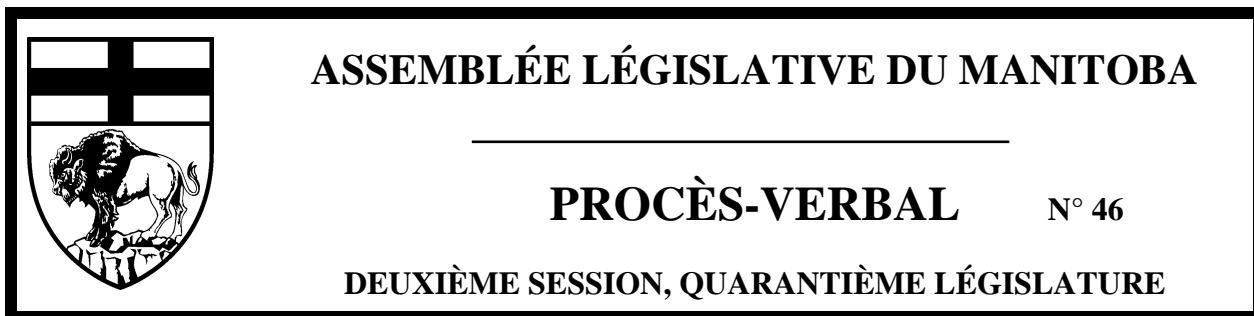 ASSEMBLÉE LÉGISLATIVE DU MANITOBA
PROCÈS-VERBAL N° 46
DEUXIÈME SESSION, QUARANTIÈME LÉGISLATURE